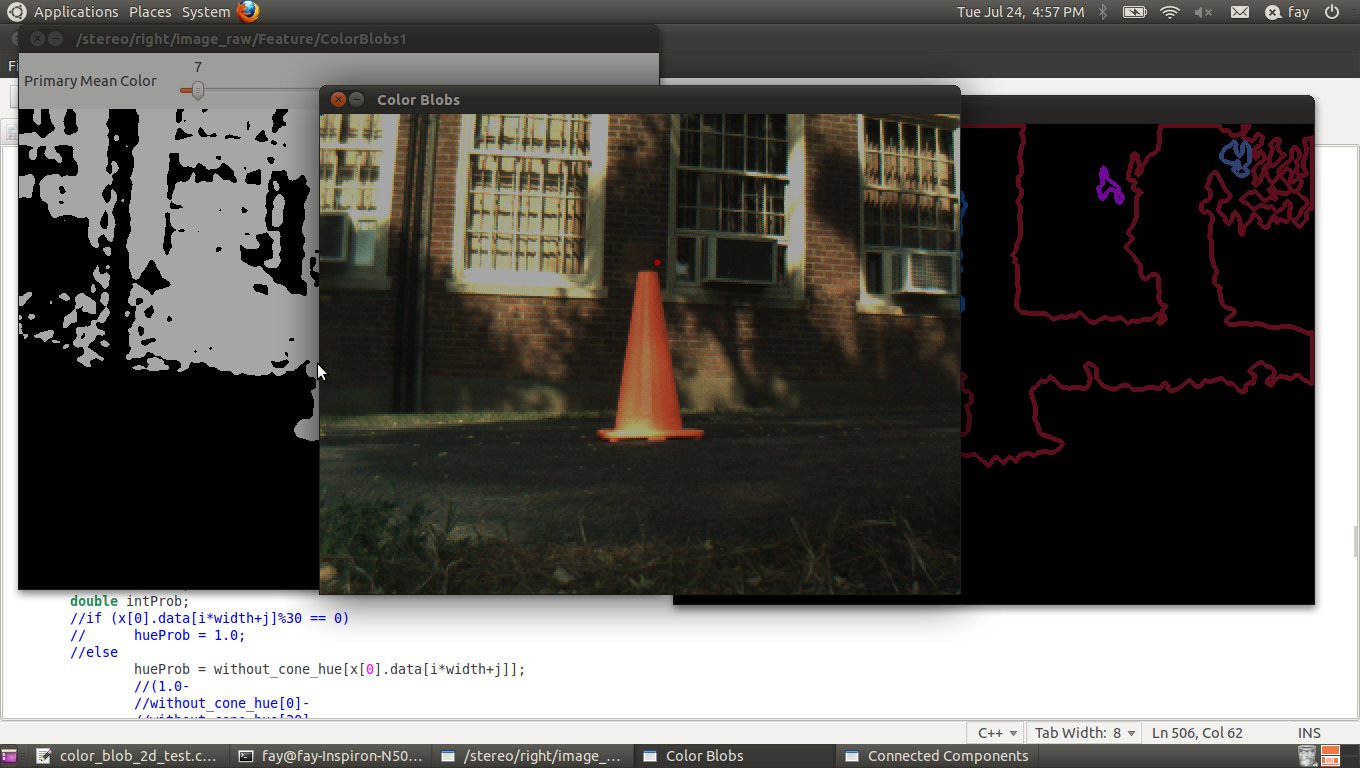 Applications Places System
Tue Jul 24, 4:57 PM
fay
/stereo/right/image_raw/Feature/ColorBlobs1
Fi
7
Primary Mean Color
Color Blobs
double intProb;
//if (x[0].data[i*width+j]%30 == 0)
// hueProb = 1.0;
//else
hueProb = without_cone_hue[x[0].data[i*width+j]];
//(1.0-
//without_cone_hue[0]-
C++ Tab Width: 8 Ln 506, Col 62 INS
color_blob_2d_test.c... fay@fay-Inspiron-N50... /stereo/right/image_... Color Blobs Connected Components